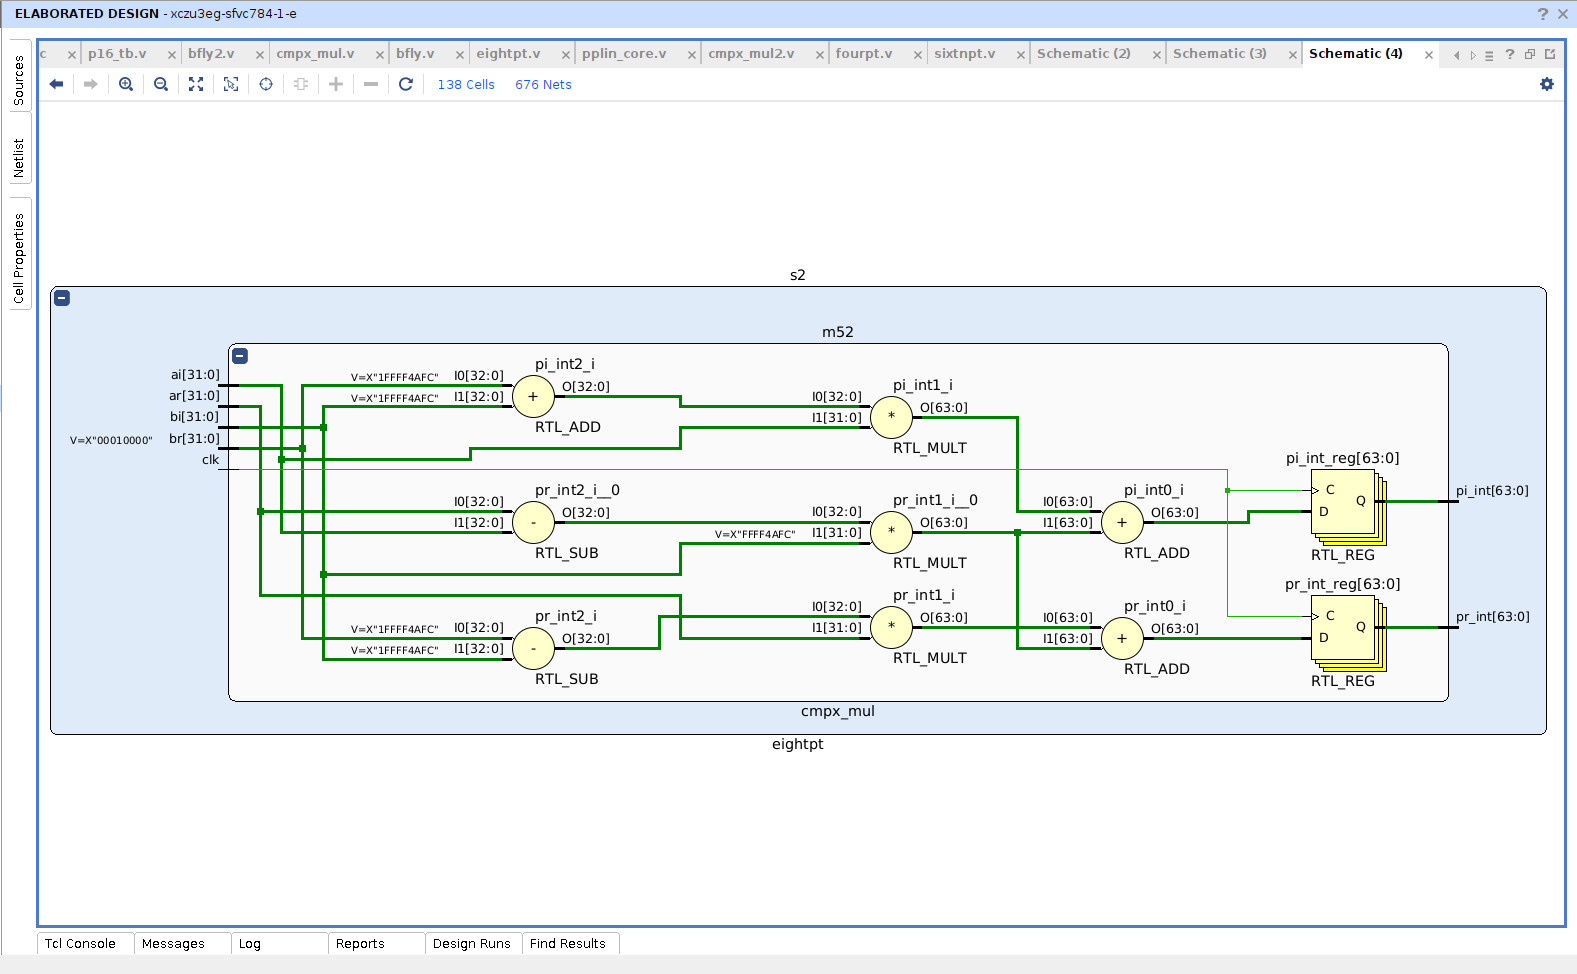 ELABORATED DESIGN - xczu3eg-sfvc784-1-e
c p16_tb.v bfly2.v cmpx_mul.v bfly.v eightpt.v pplin_core.v cmpx_mul2.v fourpt.v sixtnpt.v Schematic (2) Schematic (3) Schematic (4)
138 Cells 676 Nets
Sources
Netlist
Cell Properties
s2
m52
ai[31:0]
ar[31:0]
bi[31:0]
V=X"00010000" br[31:0]
clk
pi_int2_i
V=X"1FFFF4AFC" I0[32:0] O[32:0]
V=X"1FFFF4AFC" I1[32:0]
+
RTL_ADD
pi_int1_i
I0[32:0] O[63:0]
I1[31:0]
*
RTL_MULT
pr_int2_i__0
I0[32:0] O[32:0]
I1[32:0]
-
RTL_SUB
pr_int1_i__0
I0[32:0] O[63:0]
V=X"FFFF4AFC" I1[31:0]
*
RTL_MULT
pi_int0_i
I0[63:0] O[63:0]
I1[63:0]
+
RTL_ADD
pi_int_reg[63:0]
C Q
D
RTL_REG
pi_int[63:0]
pr_int2_i
V=X"1FFFF4AFC" I0[32:0] O[32:0]
V=X"1FFFF4AFC" I1[32:0]
-
RTL_SUB
pr_int1_i
I0[32:0] O[63:0]
I1[31:0]
*
RTL_MULT
pr_int0_i
I0[63:0] O[63:0]
I1[63:0]
+
RTL_ADD
pr_int_reg[63:0]
C Q
D
RTL_REG
pr_int[63:0]
cmpx_mul
eightpt
Tcl Console Messages Log Reports Design Runs Find Results